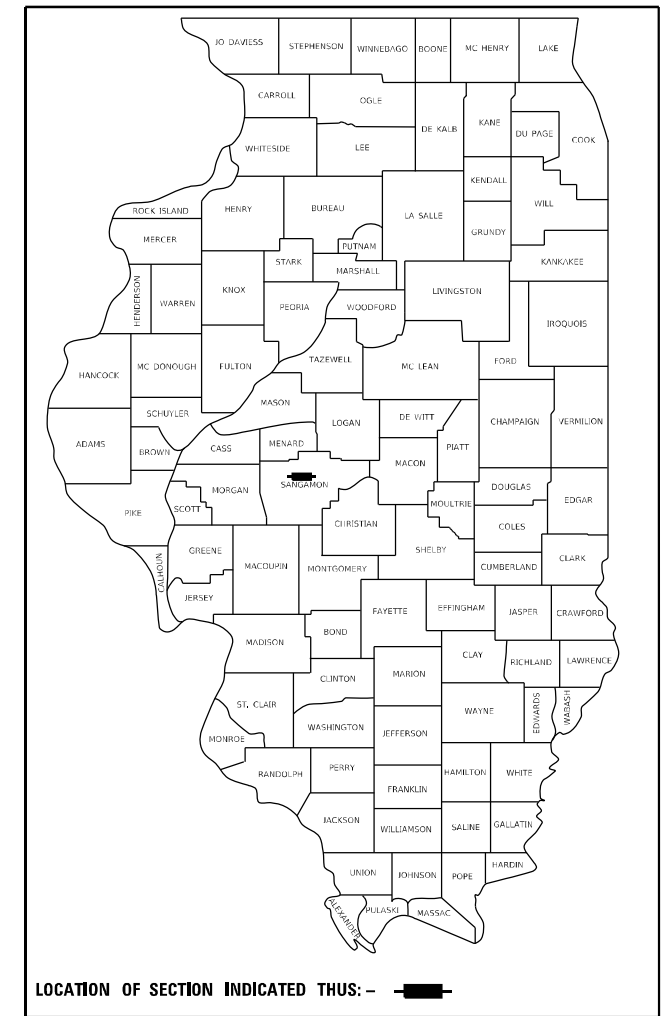 JO DAVIESS
STEPHENSON
WINNEBAGO
BOONE
MC HENRY
LAKE
CARROLL
OGLE
DE KALB
KANE
DU PAGE
COOK
WHITESIDE
LEE
KENDALL
WILL
ROCK ISLAND
HENRY
BUREAU
LA SALLE
GRUNDY
MERCER
PUTNAM
STARK
MARSHALL
KANKAKEE
HENDERSON
WARREN
KNOX
PEORIA
WOODFORD
LIVINGSTON
IROQUOIS
HANCOCK
MC DONOUGH
FULTON
TAZEWELL
MC LEAN
FORD
SCHUYLER
MASON
LOGAN
DE WITT
PIATT
CHAMPAIGN
VERMILION
ADAMS
BROWN
CASS
MENARD
MACON
SANGAMON
MORGAN
SCOTT
PIKE
CHRISTIAN
MOULTRIE
DOUGLAS
COLES
EDGAR
CALHOUN
GREENE
MACOUPIN
MONTGOMERY
SHELBY
CUMBERLAND
CLARK
JERSEY
FAYETTE
EFFINGHAM
JASPER
CRAWFORD
MADISON
BOND
CLAY
RICHLAND
LAWRENCE
CLINTON
MARION
ST. CLAIR
WAYNE
EDWARDS
WABASH
MONROE
WASHINGTON
JEFFERSON
RANDOLPH
PERRY
HAMILTON
WHITE
FRANKLIN
JACKSON
WILLIAMSON
SALINE
GALLATIN
UNION
JOHNSON
POPE
HARDIN
ALEXANDER
PULASKI
MASSAC
LOCATION OF SECTION INDICATED THUS: –